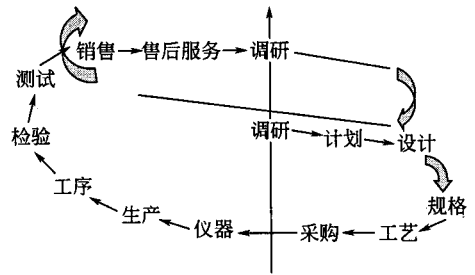 销售 售后服务 调研
测试
调研 计划 设计
检验
工序
规格
生产
仪器 采购 工艺